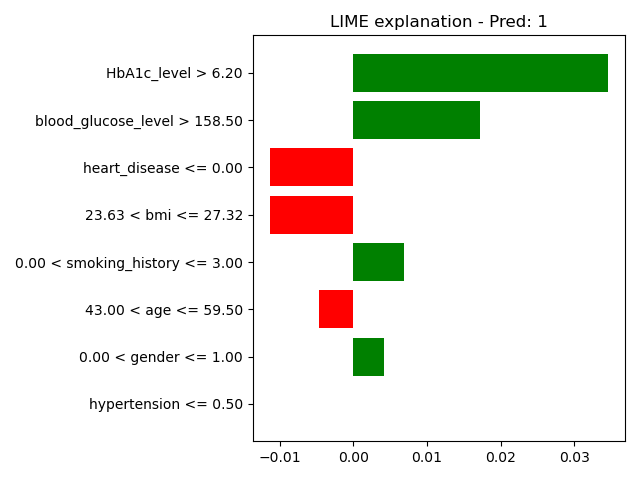 LIME explanation - Pred: 1
HbA1c_level > 6.20
blood_glucose_level > 158.50
heart_disease <= 0.00
23.63 < bmi <= 27.32
0.00 < smoking_history <= 3.00
43.00 < age <= 59.50
0.00 < gender <= 1.00
hypertension <= 0.50
−0.01 0.00 0.01 0.02 0.03